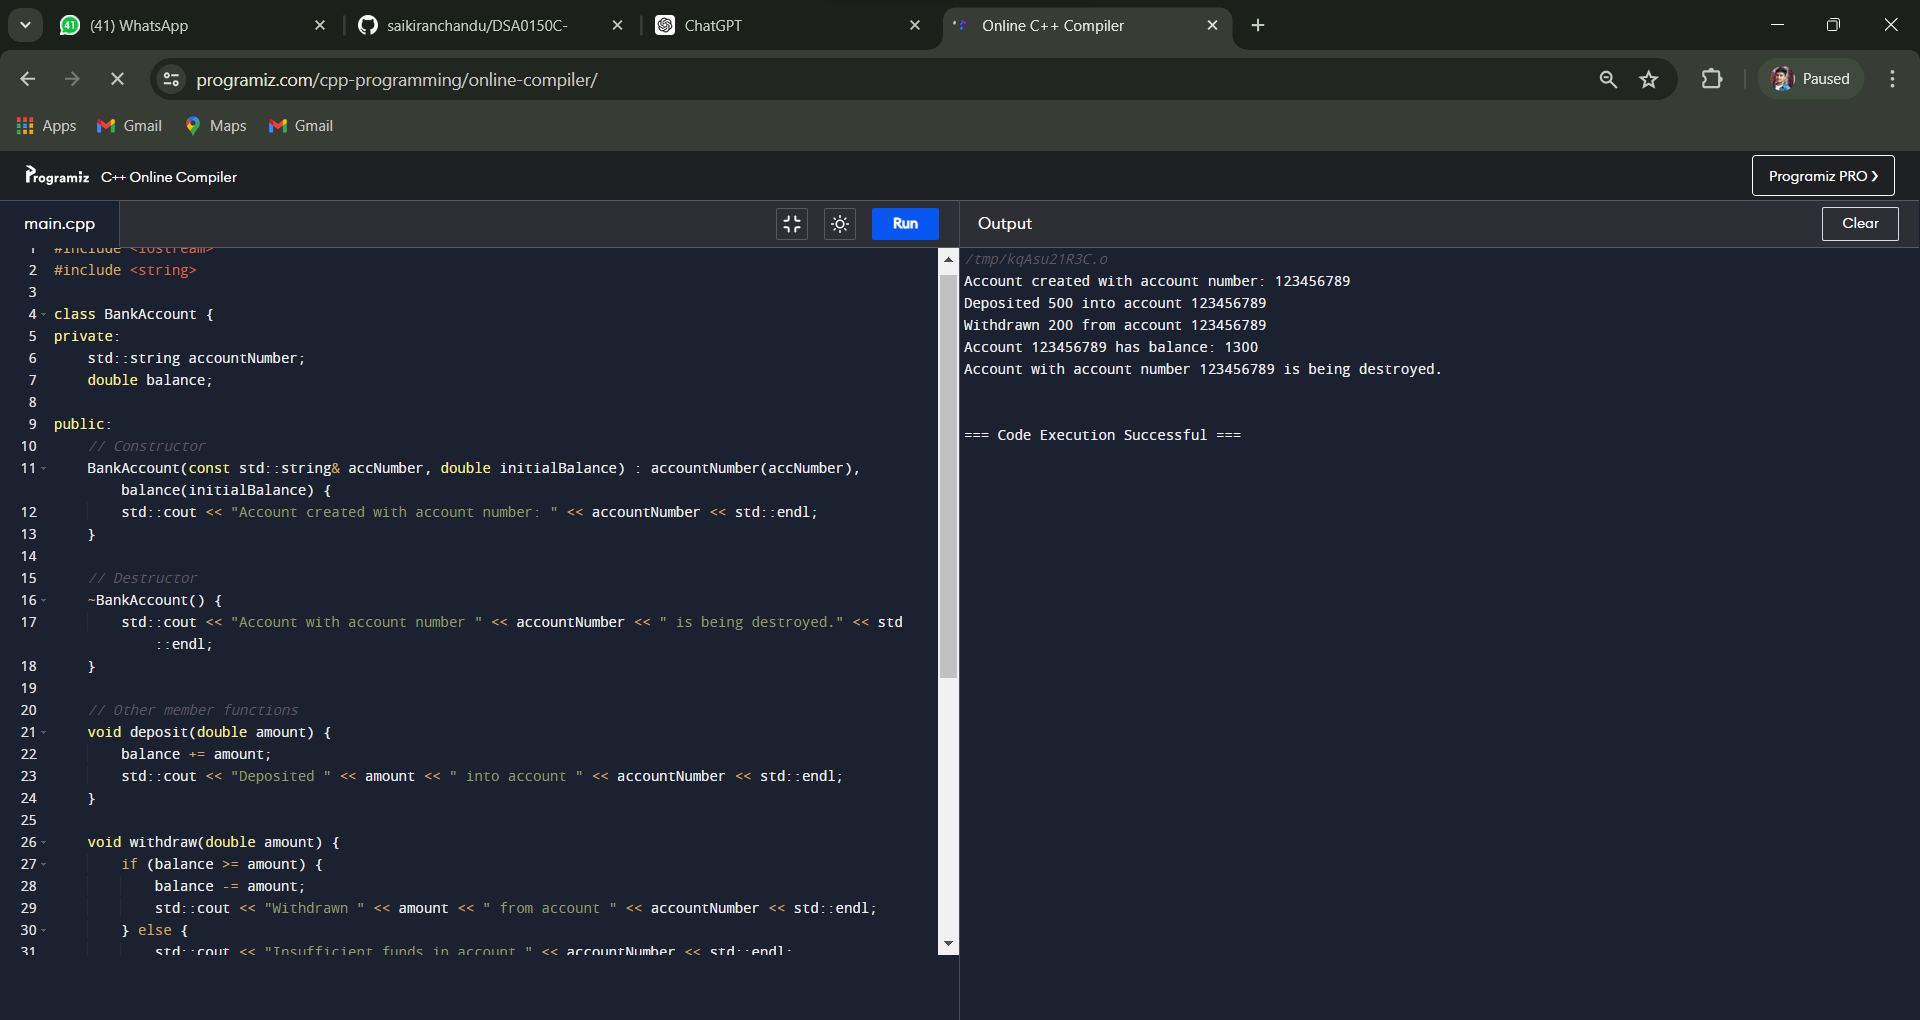 (41) WhatsApp
saikiranchandu/DSA0150C-
ChatGPT
Online C++ Compiler
programiz.com/cpp-programming/online-compiler/
Paused
Apps
Gmail
Maps
Gmail
Programiz C++ Online Compiler
Programiz PRO ❯
main.cpp
Run
Output
Clear
1 #include <iostream>
2 #include <string>
3
4 class BankAccount {
5 private:
6 std::string accountNumber;
7 double balance;
8
9 public:
10 // Constructor
11 BankAccount(const std::string& accNumber, double initialBalance) : accountNumber(accNumber),
balance(initialBalance) {
12 std::cout << "Account created with account number: " << accountNumber << std::endl;
13 }
14
15 // Destructor
16 ~BankAccount() {
17 std::cout << "Account with account number " << accountNumber << " is being destroyed." << std
::endl;
18 }
19
20 // Other member functions
21 void deposit(double amount) {
22 balance += amount;
23 std::cout << "Deposited " << amount << " into account " << accountNumber << std::endl;
24 }
25
26 void withdraw(double amount) {
27 if (balance >= amount) {
28 balance -= amount;
29 std::cout << "Withdrawn " << amount << " from account " << accountNumber << std::endl;
30 } else {
31 std::cout << "Insufficient funds in account " << accountNumber << std::endl;
/tmp/kqAsu21R3C.o
Account created with account number: 123456789
Deposited 500 into account 123456789
Withdrawn 200 from account 123456789
Account 123456789 has balance: 1300
Account with account number 123456789 is being destroyed.
=== Code Execution Successful ===